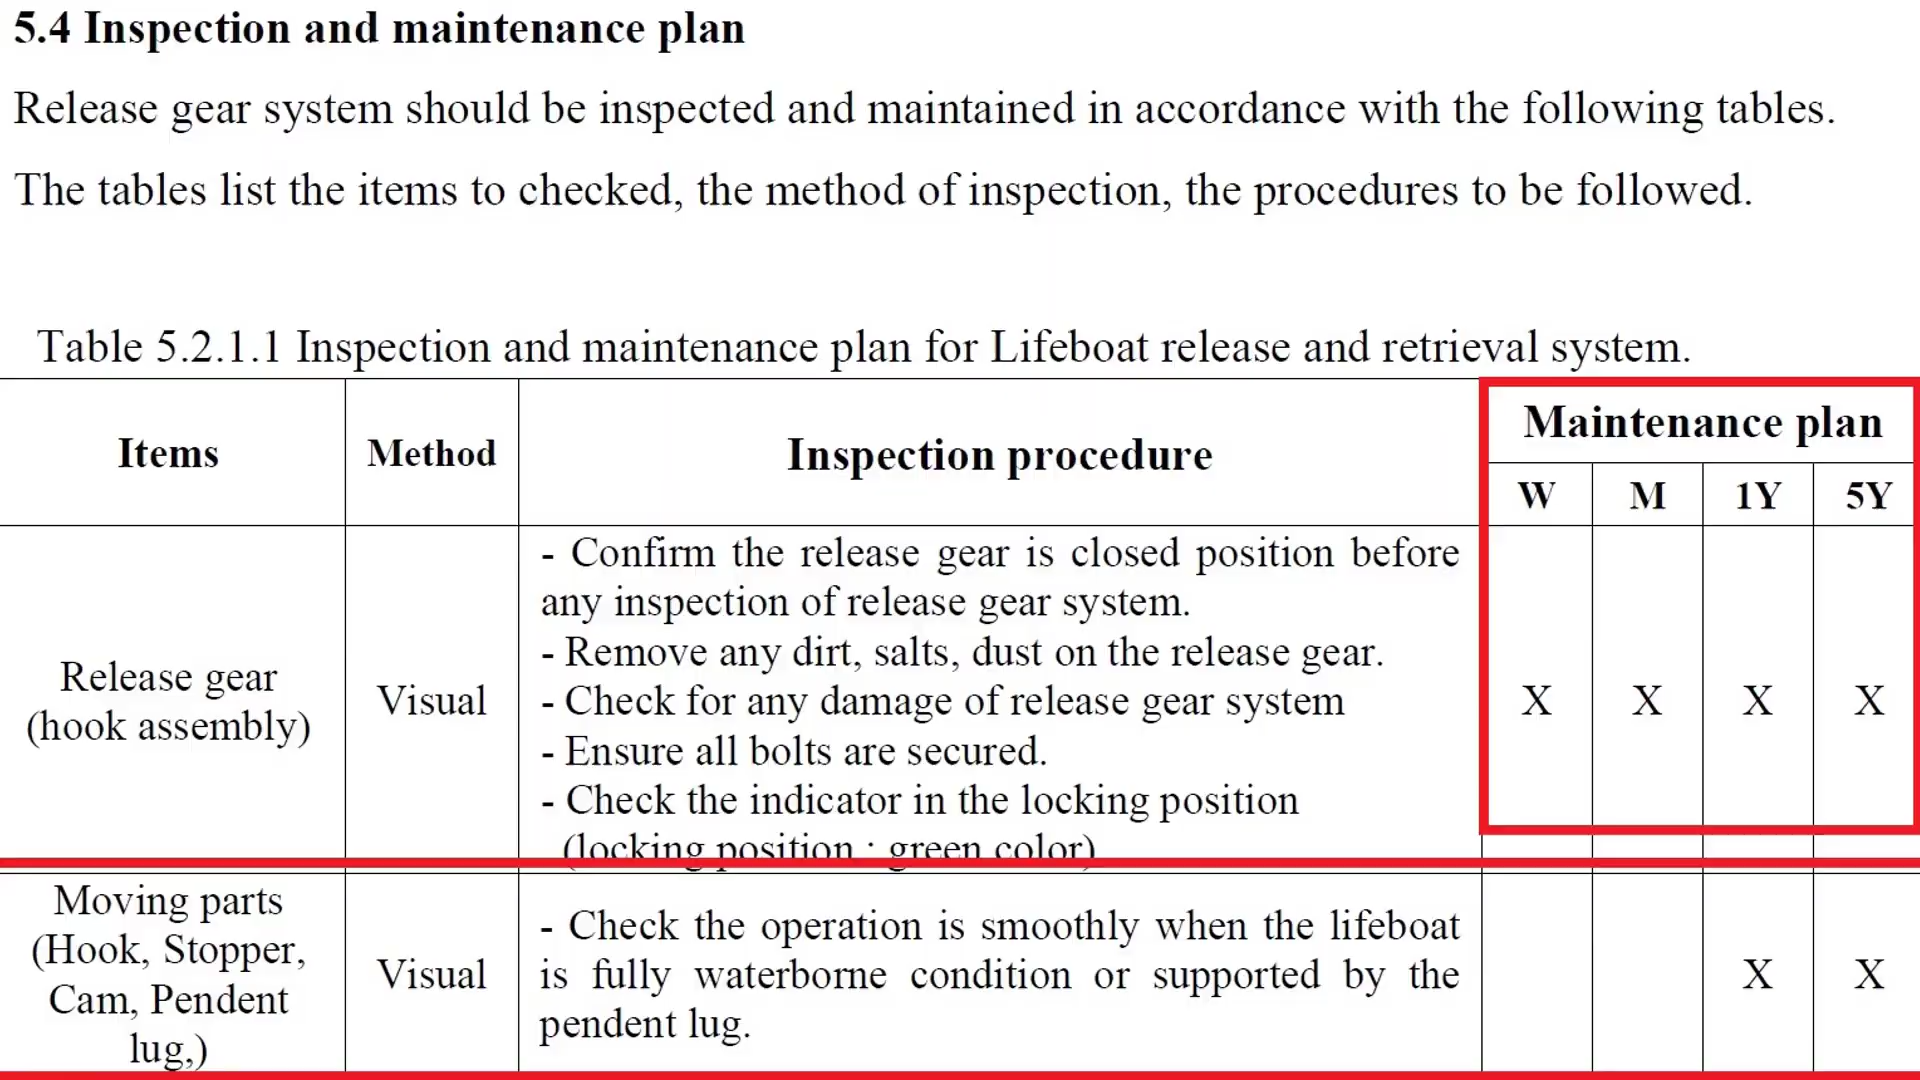 5.4 Inspection and maintenance plan
Release gear system should be inspected and maintained in accordance with the following tables.
The tables list the items to checked, the method of inspection, the procedures to be followed.
Table 5.2.1.1 Inspection and maintenance plan for Lifeboat release and retrieval system.
Items
Method
Inspection procedure
Maintenance plan
W M 1Y 5Y
Release gear
(hook assembly)
Visual
- Confirm the release gear is closed position before
any inspection of release gear system.
- Remove any dirt, salts, dust on the release gear.
- Check for any damage of release gear system
- Ensure all bolts are secured.
- Check the indicator in the locking position
(locking position : green color)
X X X X
Moving parts
(Hook, Stopper,
Cam, Pendent
lug,)
Visual
- Check the operation is smoothly when the lifeboat
is fully waterborne condition or supported by the
pendent lug.
X X